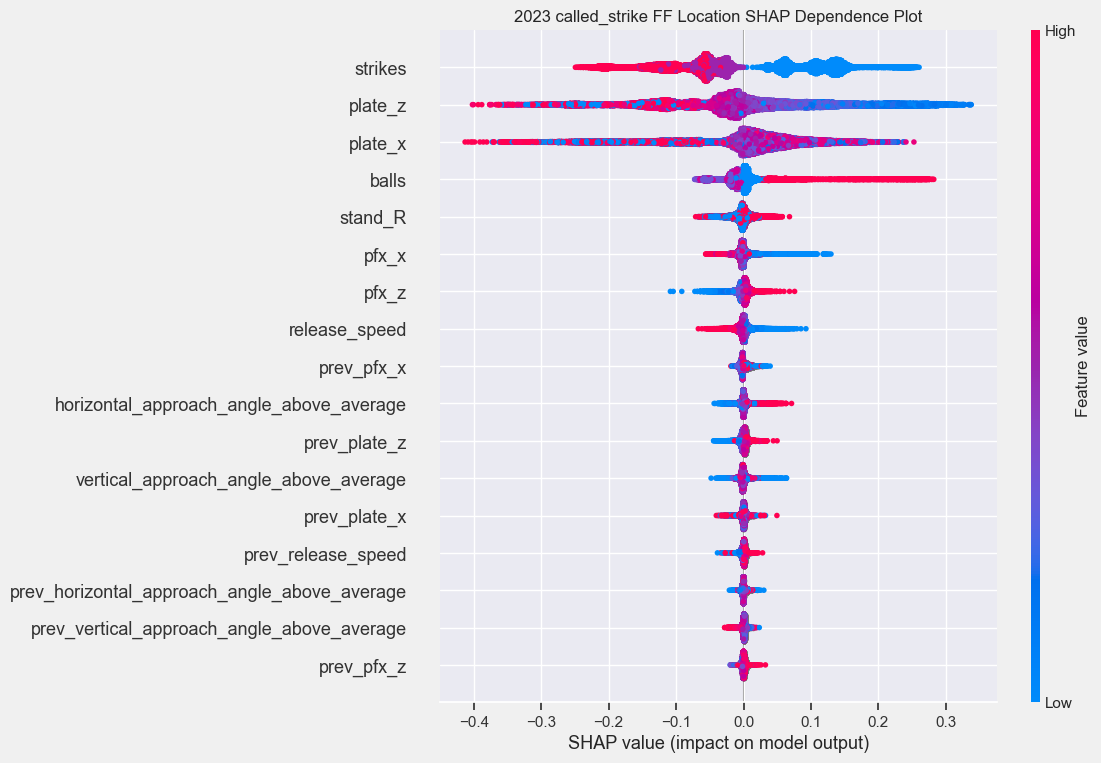 2023 called_strike FF Location SHAP Dependence Plot
High
strikes
plate_z
plate_x
balls
stand_R
pfx_x
pfx_z
release_speed
prev_pfx_x
horizontal_approach_angle_above_average
prev_plate_z
vertical_approach_angle_above_average
prev_plate_x
prev_release_speed
prev_horizontal_approach_angle_above_average
prev_vertical_approach_angle_above_average
prev_pfx_z
Feature value
Low
−0.4 −0.3 −0.2 −0.1 0.0 0.1 0.2 0.3
SHAP value (impact on model output)